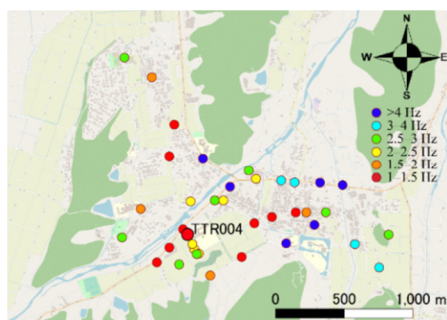 N
W E
S
>4 Hz
3 4 Hz
2.5 3 Hz
2 2.5 Hz
1.5 2 Hz
1 1.5 Hz
TTR004
0 500 1,000 m